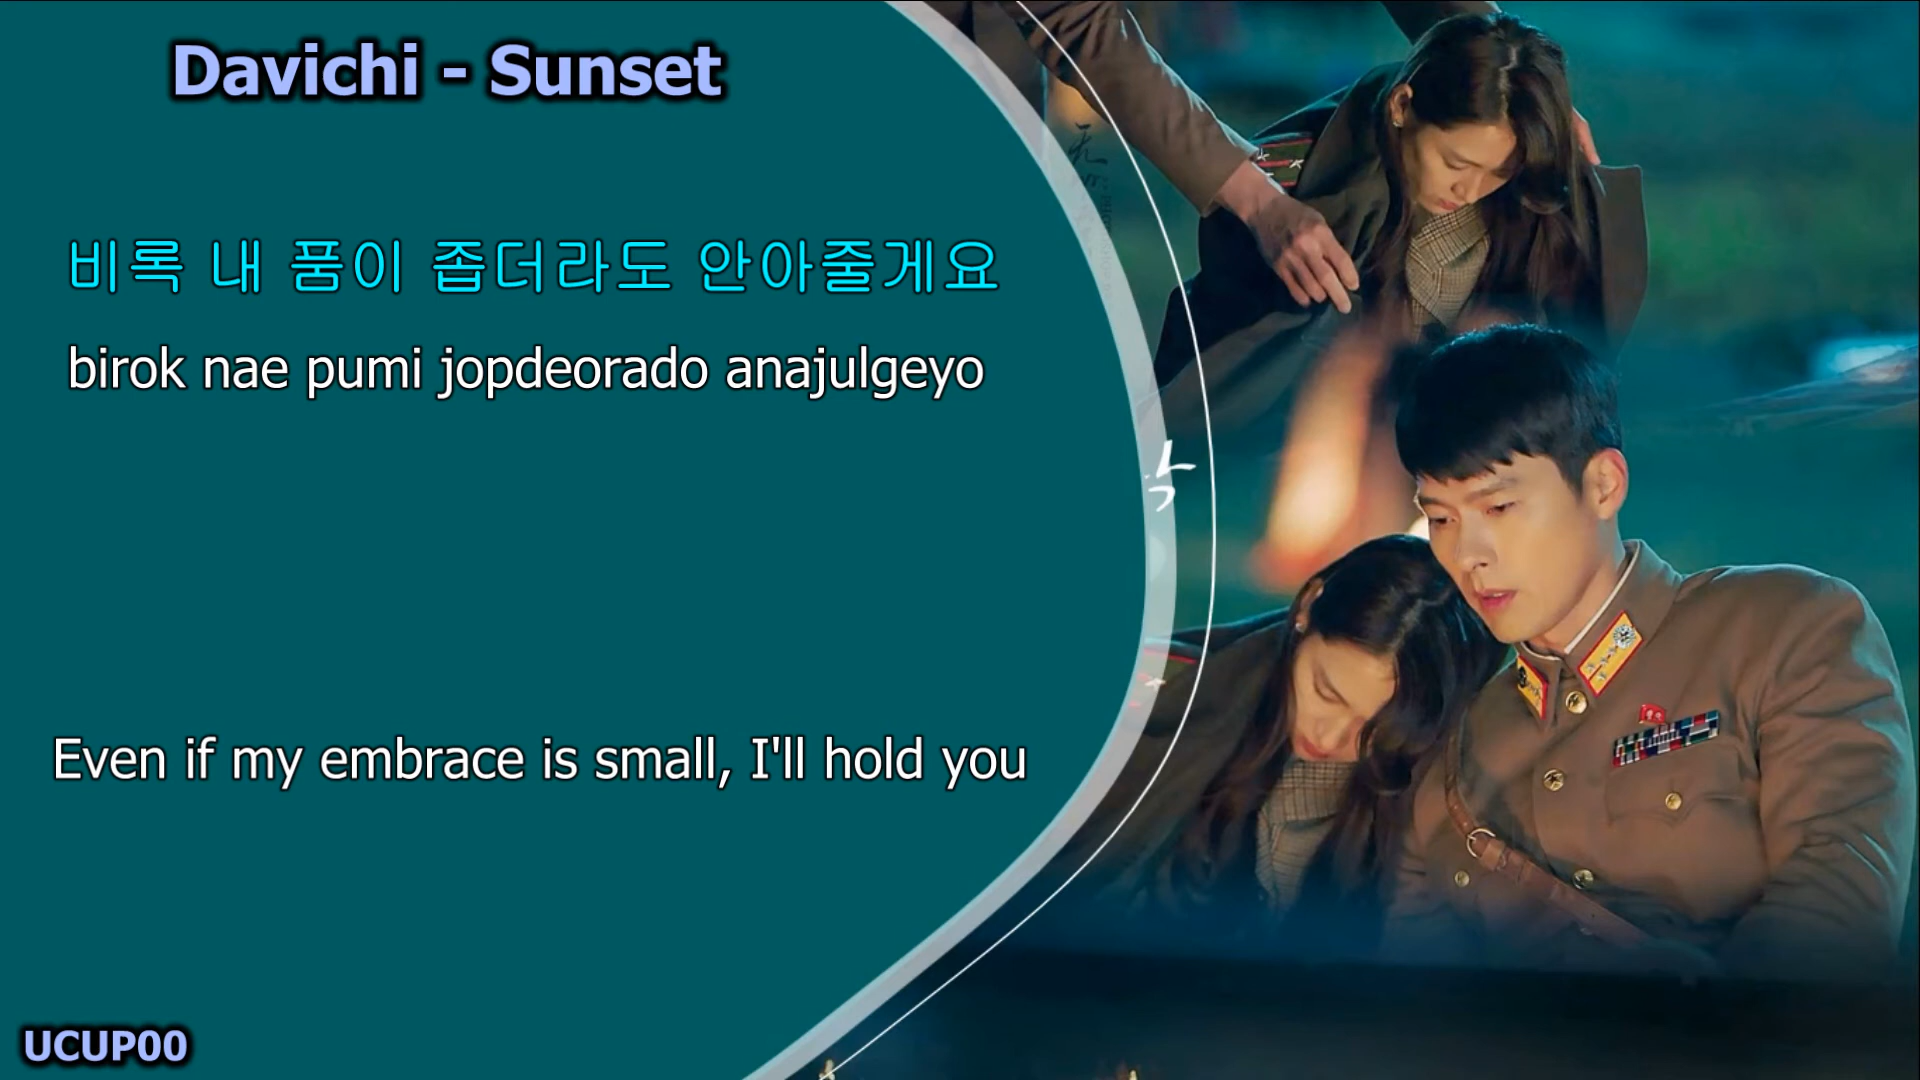 Davichi - Sunset
비록 내 품이 좁더라도 안아줄게요
birok nae pumi jopdeorado anajulgeyo
Even if my embrace is small, I'll hold you
UCUP00